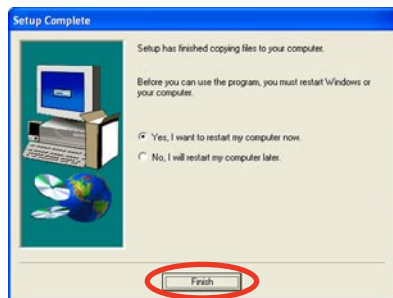 Setup Complete
Setup has finished copying files to your computer.
Before you can use the program, you must restart Windows or
your computer.
Yes, I want to restart my computer now.
No, I will restart my computer later.
Finish